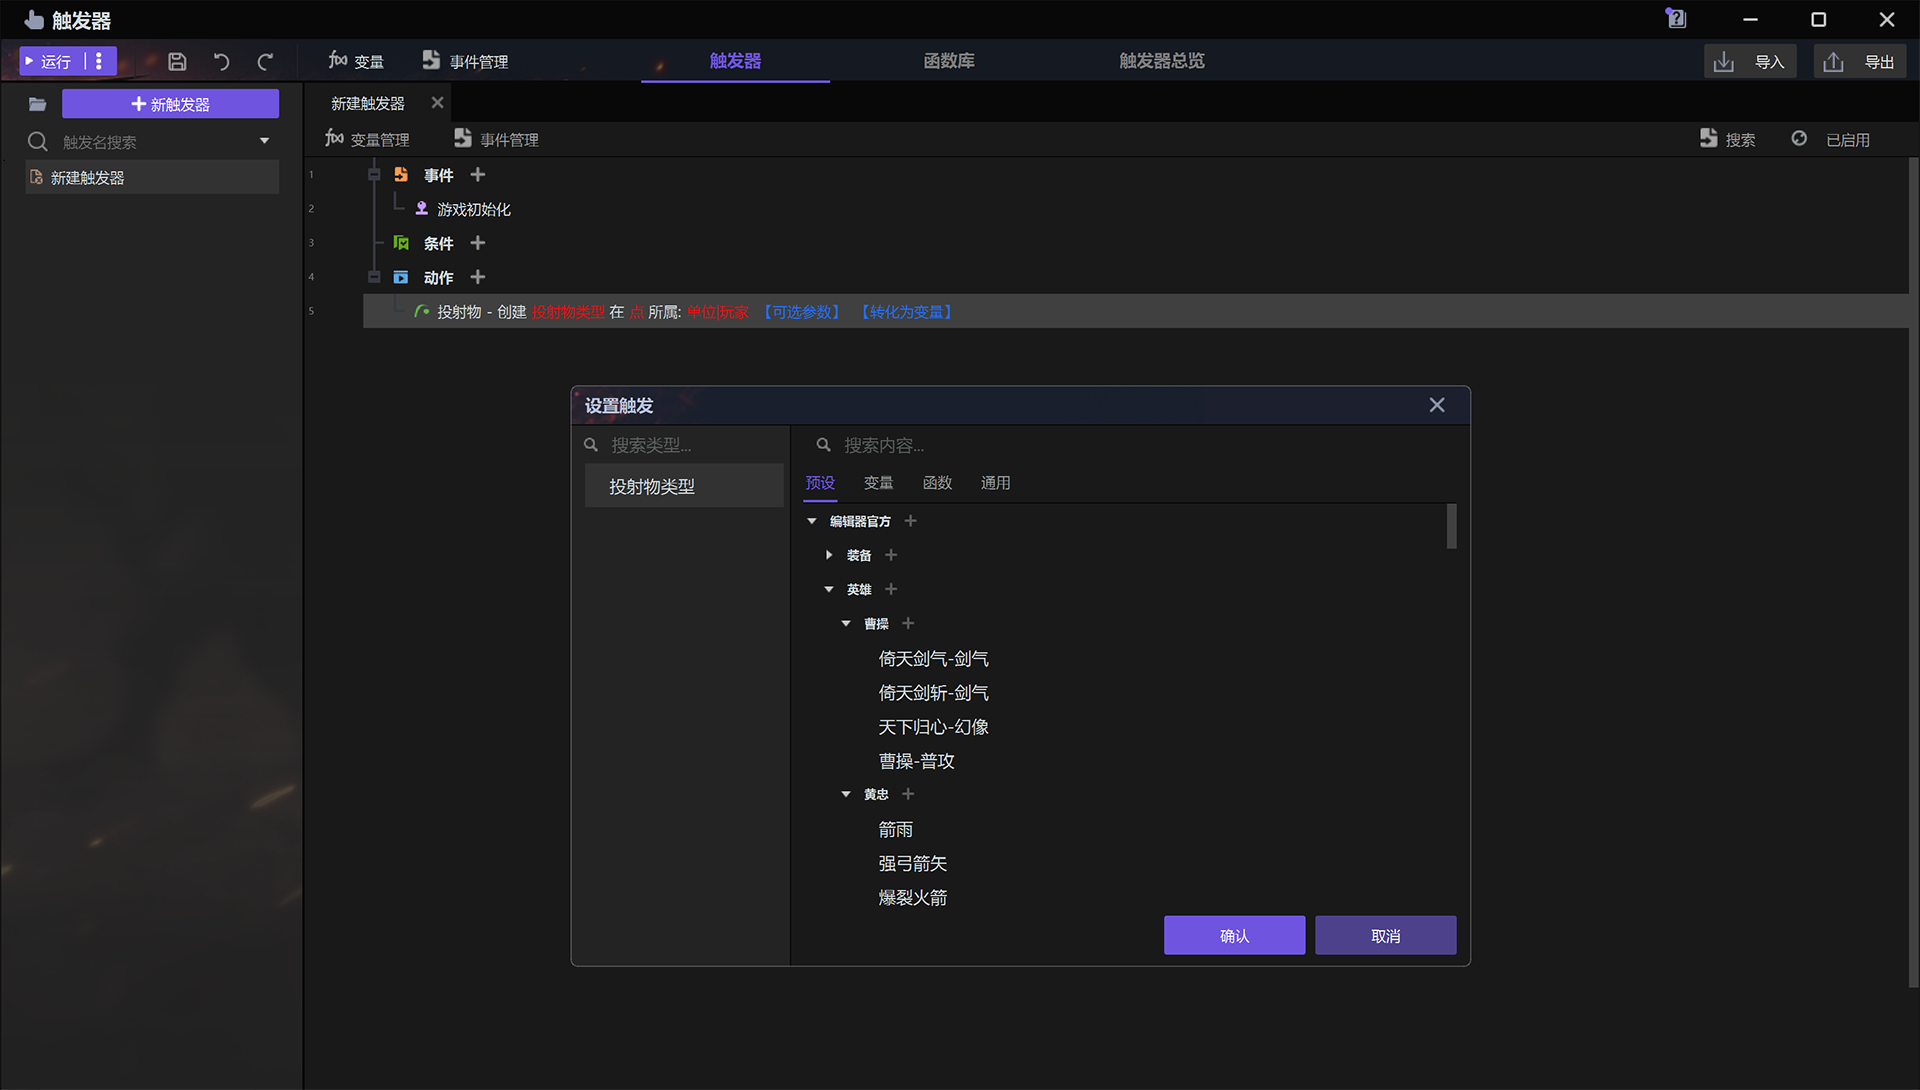 触发器
运行
变量
事件管理
触发器
函数库
触发器总览
导入
导出
新触发器
新建触发器
触发名搜索
变量管理
事件管理
搜索
已启用
新建触发器
1
事件
2
游戏初始化
3
条件
4
动作
5
投射物 - 创建 投射物类型 在 点 所属: 单位|玩家 【可选参数】 【转化为变量】
设置触发
搜索类型...
搜索内容...
投射物类型
预设
变量
函数
通用
编辑器官方
装备
英雄
曹操
倚天剑气-剑气
倚天剑斩-剑气
天下归心-幻像
曹操-普攻
黄忠
箭雨
强弓箭矢
爆裂火箭
确认
取消